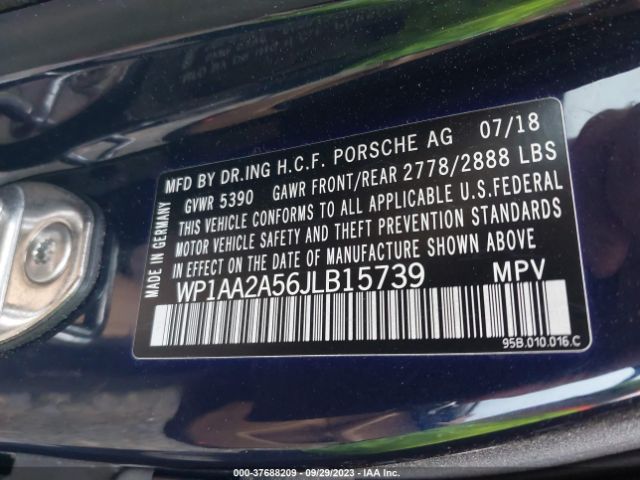 MFD BY DR.ING H.C.F. PORSCHE AG 07/18
GVWR 5390 GAWR FRONT/REAR 2778/2888 LBS
THIS VEHICLE CONFORMS TO ALL APPLICABLE U.S.FEDERAL
MOTOR VEHICLE SAFETY AND THEFT PREVENTION STANDARDS
IN EFFECT ON THE DATE OF MANUFACTURE SHOWN ABOVE
WP1AA2A56JLB15739 MPV
MADE IN GERMANY
95B.010.016.C
000-37688209 - 09/29/2023 - IAAI.COM